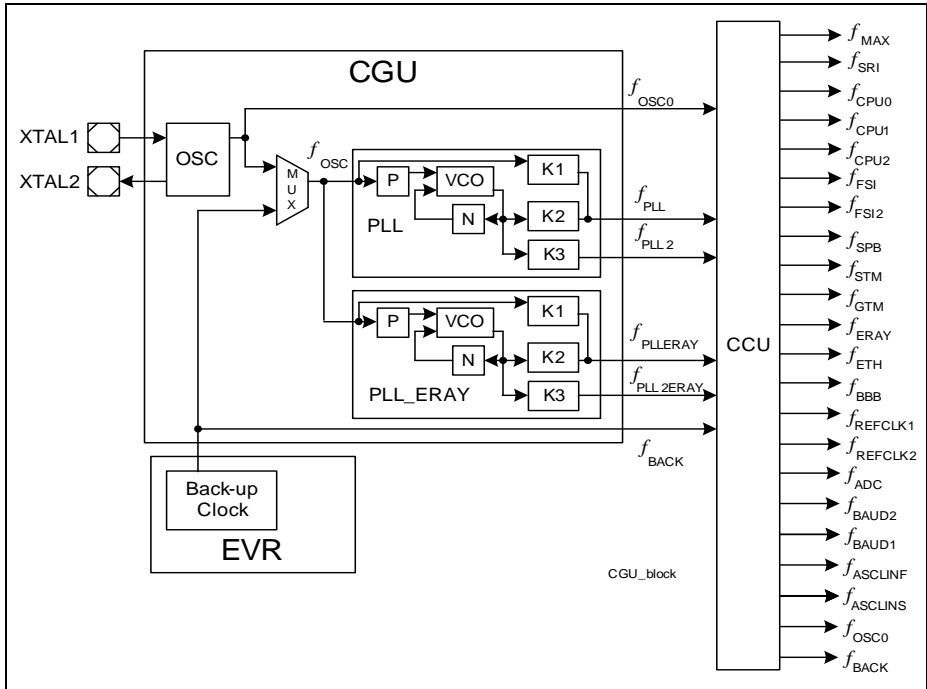 CGU
XTAL1
XTAL2
OSC
MUX
f OSC
f OSC0
P
VCO
N
K1
K2
K3
PLL
f PLL
f PLL 2
P
VCO
N
K1
K2
K3
PLL_ERAY
f PLLERAY
f PLL 2ERAY
f BACK
Back-up
Clock
EVR
CGU_block
CCU
f MAX
f SRI
f CPU0
f CPU1
f CPU2
f FSI
f FSI2
f SPB
f STM
f GTM
f ERAY
f ETH
f BBB
f REFCLK1
f REFCLK2
f ADC
f BAUD2
f BAUD1
f ASCLINF
f ASCLINS
f OSC0
f BACK